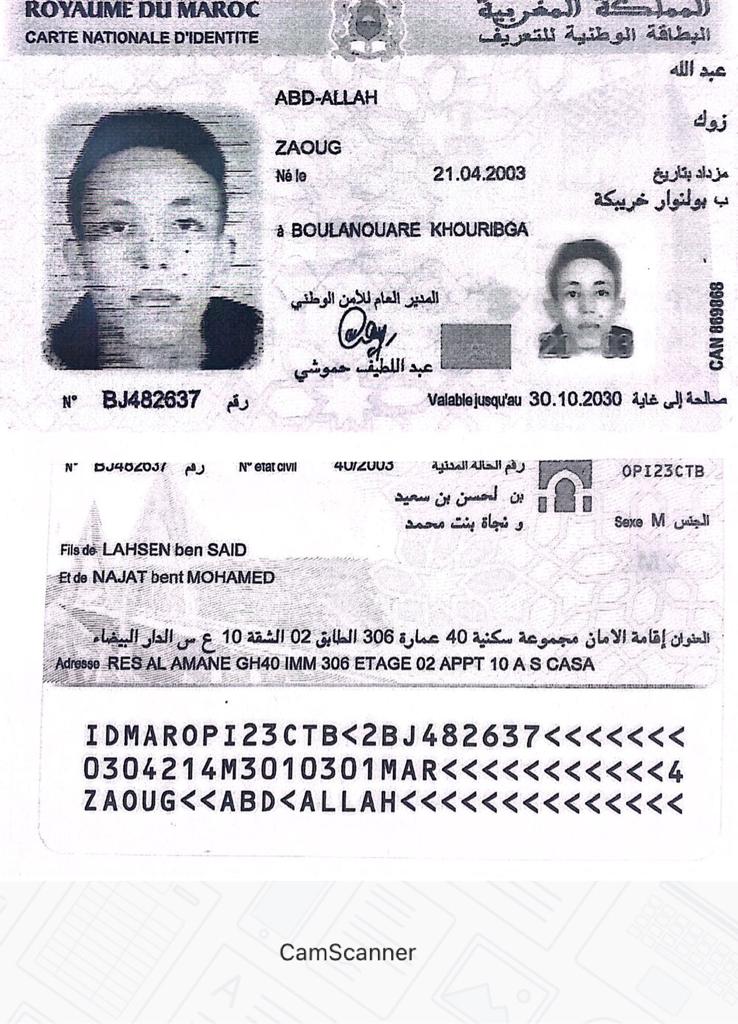 ROYAUME DU MAROC
المملكة المغربية
CARTE NATIONALE D'IDENTITE
البطاقة الوطنية للتعريف
عبد الله
ABD-ALLAH
زوك
ZAOUG
Né le 21.04.2003 مزداد بتاريخ
ب بولنوار خريبكة
à BOULANOUARE KHOURIBGA
المدير العام للأمن الوطني
عبد اللطيف حموشي
CAN 869868
N° BJ482637 رقم
Valable jusqu'au 30.10.2030 صالحة إلى غاية
N° BJ482637 رقم N° état civil 40/2003 رقم الحالة المدنية
OPI23CTB
بن لحسن بن سعيد
و نجاة بنت محمد
Sexe M الجنس
Fils de LAHSEN ben SAID
Et de NAJAT bent MOHAMED
العنوان إقامة الامان مجموعة سكنية 40 عمارة 306 الطابق 02 الشقة 10 ع س الدار البيضاء
Adresse RES AL AMANE GH40 IMM 306 ETAGE 02 APPT 10 A S CASA
IDMAROPI23CTB<2BJ482637<<<<<<<
0304214M3010301MAR<<<<<<<<<<<4
ZAOUG<<ABD<ALLAH<<<<<<<<<<<<<<
CamScanner